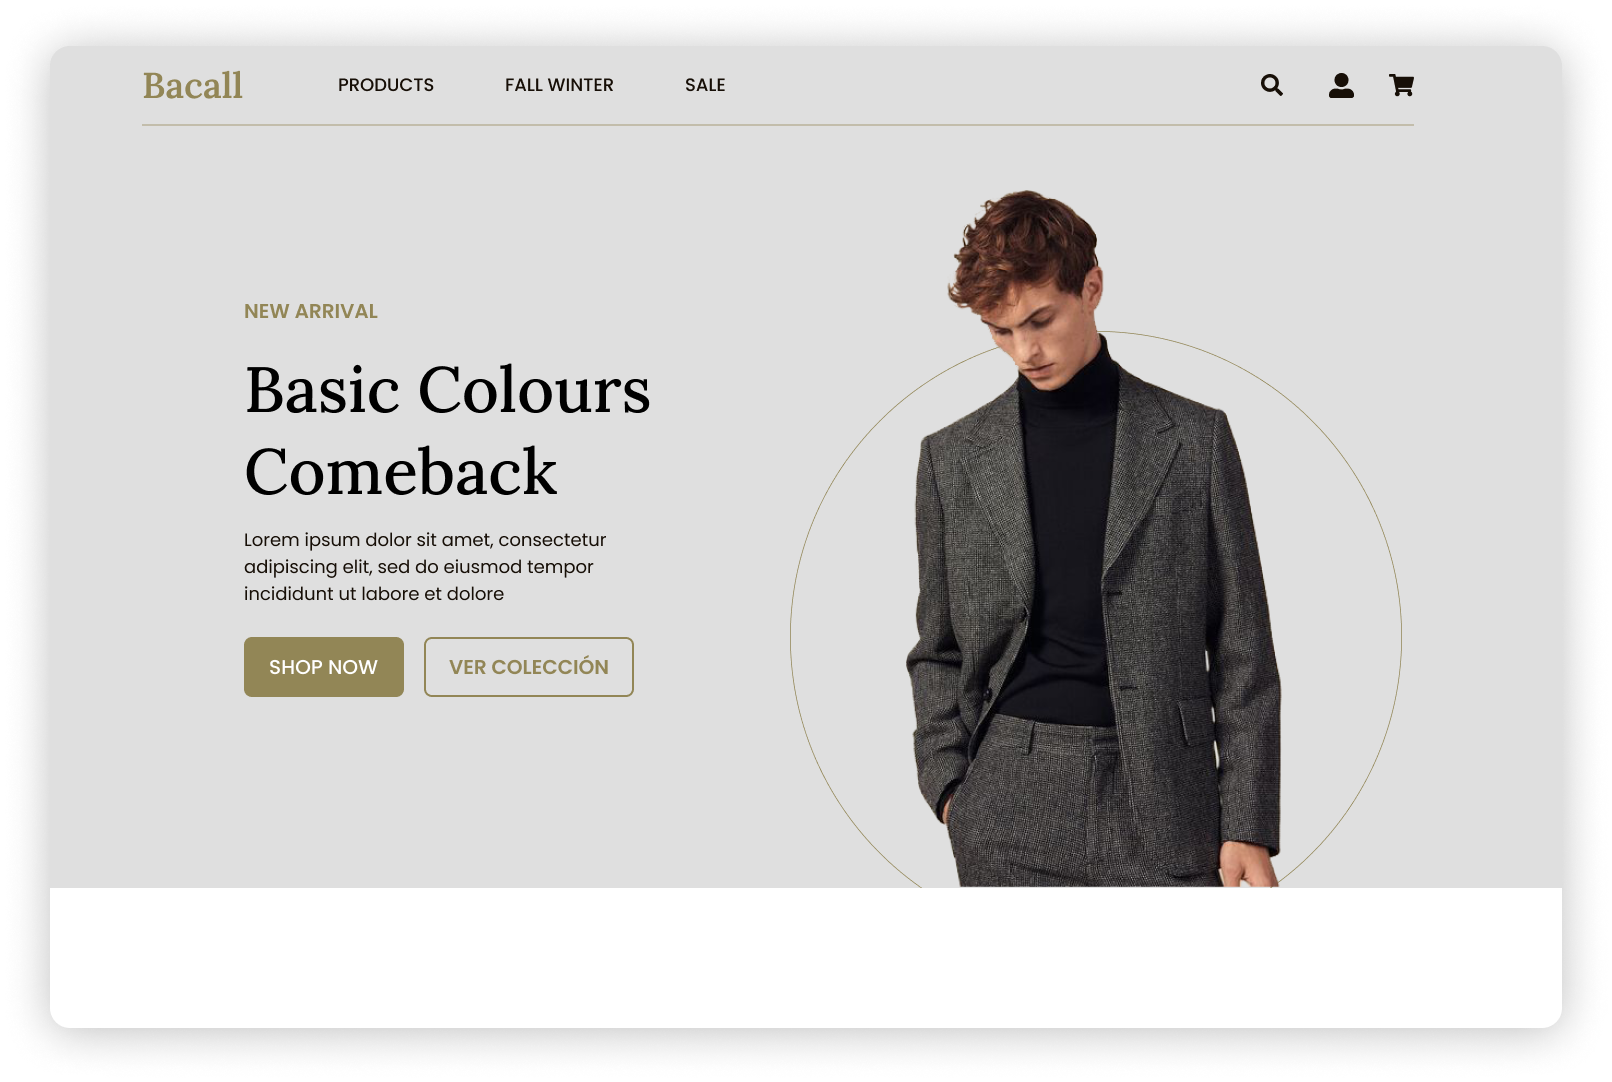 Bacall
PRODUCTS
FALL WINTER
SALE
NEW ARRIVAL
Basic Colours
Comeback
Lorem ipsum dolor sit amet, consectetur
adipiscing elit, sed do eiusmod tempor
incididunt ut labore et dolore
SHOP NOW
VER COLECCIÓN